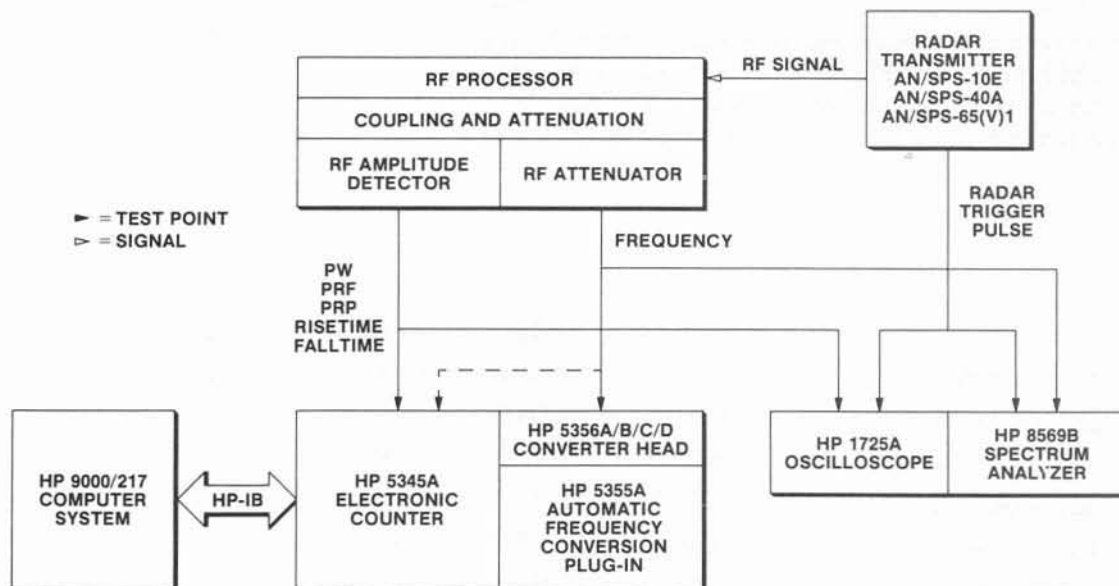 RADAR
TRANSMITTER
AN/SPS-10E
AN/SPS-40A
AN/SPS-65(V)1
RF SIGNAL
RF PROCESSOR
COUPLING AND ATTENUATION
RF AMPLITUDE
DETECTOR
RF ATTENUATOR
► = TEST POINT
▻ = SIGNAL
RADAR
TRIGGER
PULSE
FREQUENCY
PW
PRF
PRP
RISETIME
FALLTIME
HP 9000/217
COMPUTER
SYSTEM
HP-IB
HP 5345A
ELECTRONIC
COUNTER
HP 5356A/B/C/D
CONVERTER HEAD
HP 5355A
AUTOMATIC
FREQUENCY
CONVERSION
PLUG-IN
HP 1725A
OSCILLOSCOPE
HP 8569B
SPECTRUM
ANALYZER